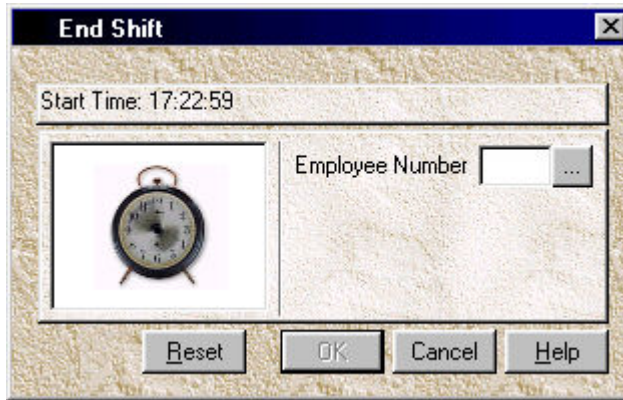 End Shift
Start Time: 17:22:59
Employee Number ...
Reset OK Cancel Help